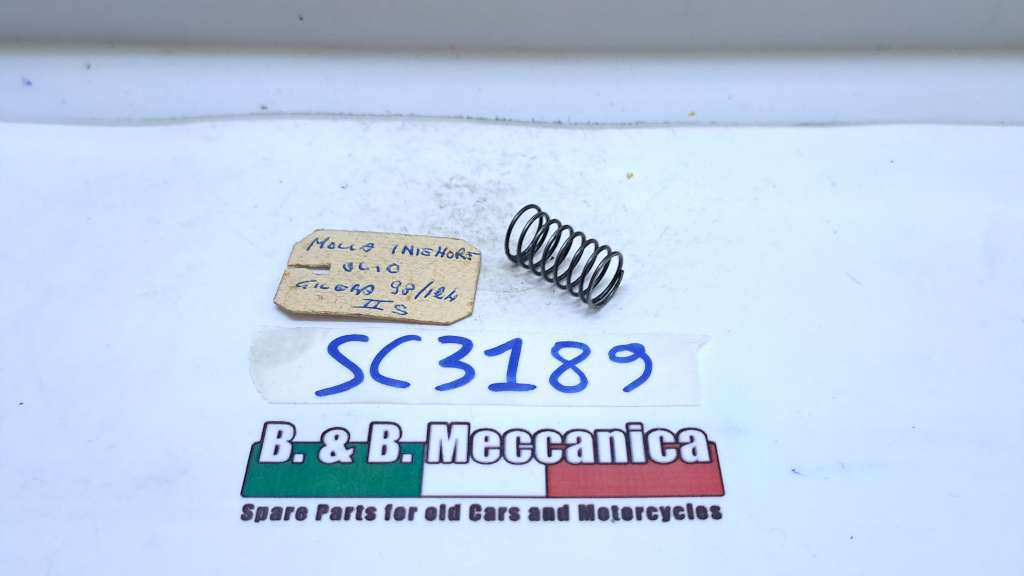 MOLLA INIEHORE
OLIO
GILERA 98/124
II S
SC3189
B. & B. Meccanica
Spare Parts for old Cars and Motorcycles